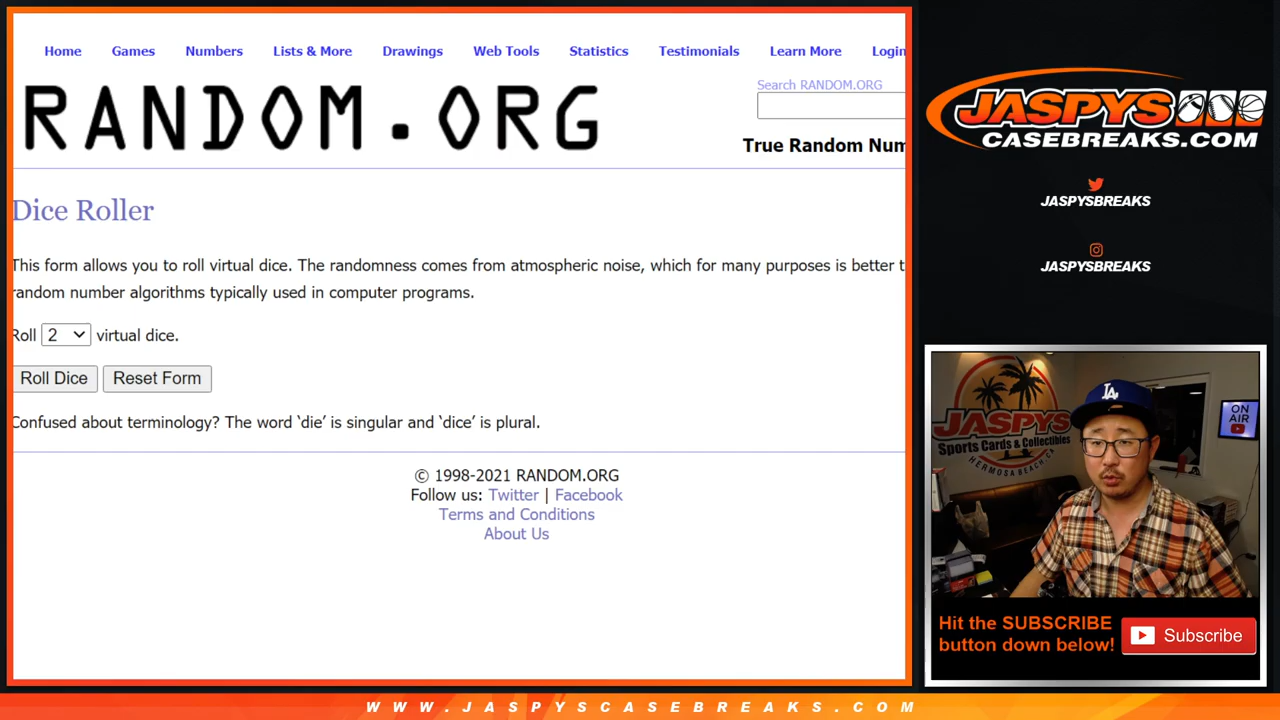 Home Games Numbers Lists & More Drawings Web Tools Statistics Testimonials Learn More Login
RANDOM.ORG
Search RANDOM.ORG
True Random Num
Dice Roller
This form allows you to roll virtual dice. The randomness comes from atmospheric noise, which for many purposes is better t
random number algorithms typically used in computer programs.
Roll 2 virtual dice.
Roll Dice Reset Form
Confused about terminology? The word ‘die’ is singular and ‘dice’ is plural.
© 1998-2021 RANDOM.ORG
Follow us: Twitter | Facebook
Terms and Conditions
About Us
JASPYS
CASEBREAKS.COM
JASPYSBREAKS
JASPYSBREAKS
JASPYS
Sports Cards & Collectibles
HERMOSA BEACH, CA
LA
ON
AIR
Hit the SUBSCRIBE
button down below!
Subscribe
WWW.JASPYSCASEBREAKS.COM